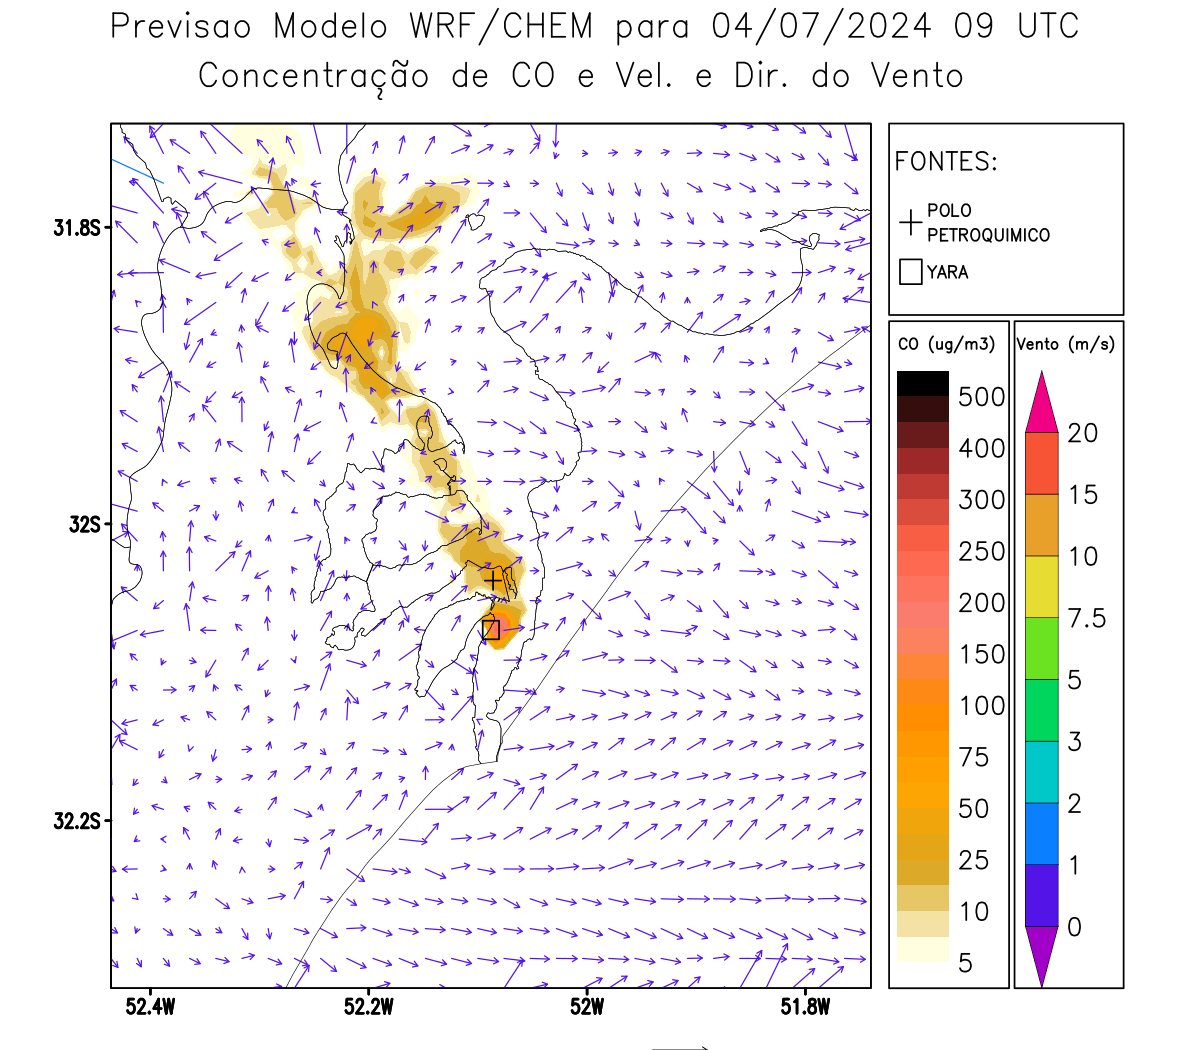 Previsao Modelo WRF/CHEM para 04/07/2024 09 UTC
Concentração de CO e Vel. e Dir. do Vento
FONTES:
POLO
PETROQUIMICO
YARA
CO (ug/m3)
500
400
300
250
200
150
100
75
50
25
10
5
Vento (m/s)
20
15
10
7.5
5
3
2
1
0
31.8S
32S
32.2S
52.4W
52.2W
52W
51.8W